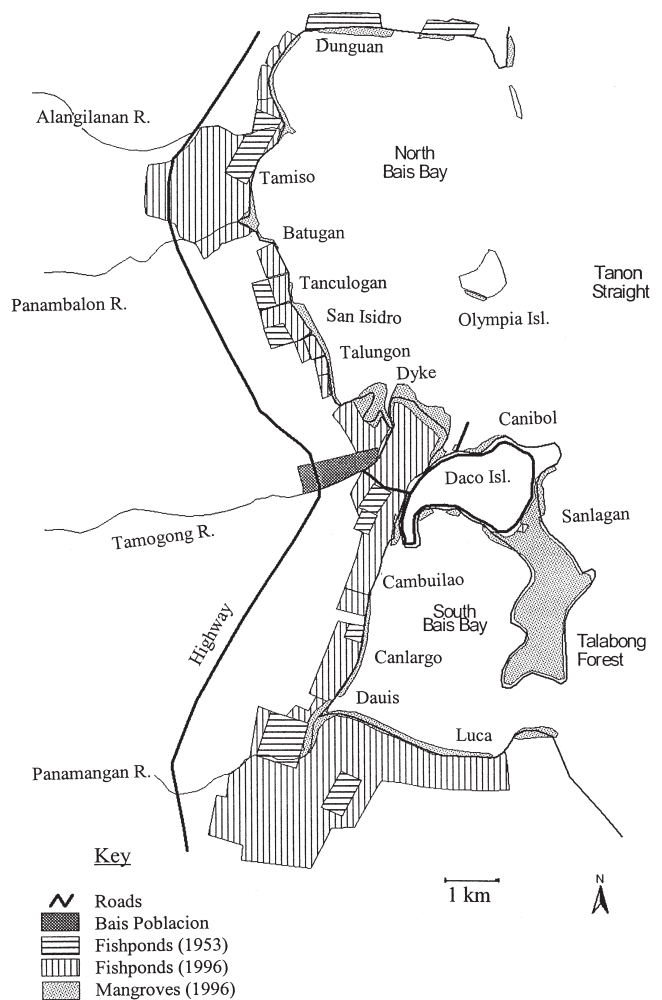 Dunguan
Alangilanan R.
North
Bais Bay
Tamiso
Batugan
Tanon
Straight
Tanculogan
Panambalon R.
San Isidro
Olympia Isl.
Talungon
Dyke
Canibol
Daco Isl.
Sanlagan
Tamogong R.
Cambuilao
South
Bais Bay
Highway
Talabong
Forest
Canlargo
Dauis
Luca
Panamangan R.
Key
1 km
N
Roads
Bais Poblacion
Fishponds (1953)
Fishponds (1996)
Mangroves (1996)